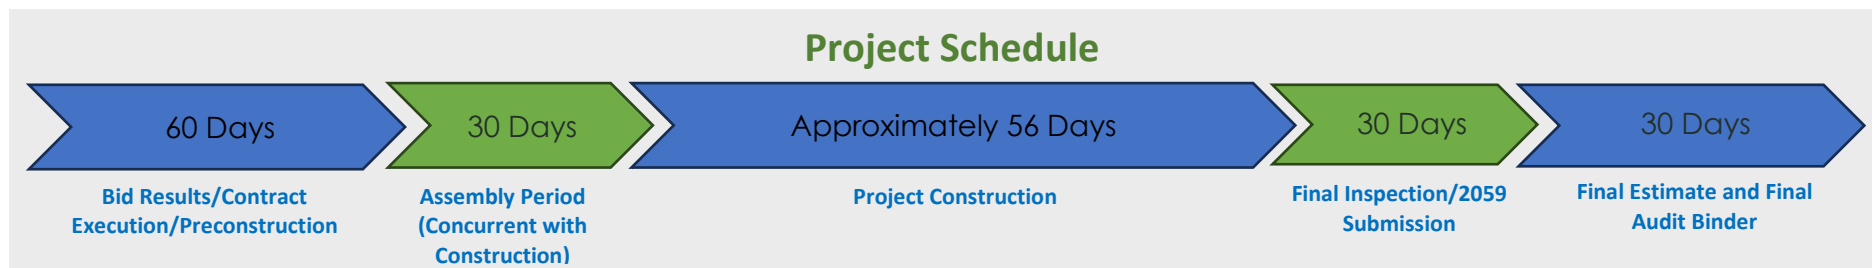 Project Schedule
60 Days
30 Days
Approximately 56 Days
30 Days
30 Days
Bid Results/Contract
Execution/Preconstruction
Assembly Period
(Concurrent with
Construction)
Project Construction
Final Inspection/2059
Submission
Final Estimate and Final
Audit Binder